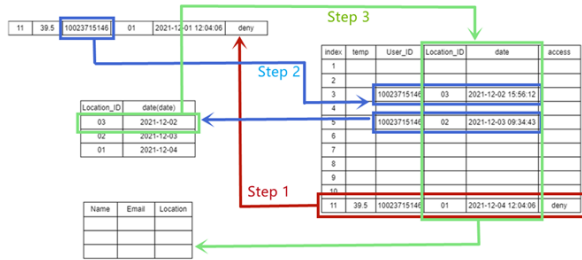 Step 3
11 39.5 10023715146 01 2021-12-01 12:04:06 deny
index temp User_ID Location_ID date access
1
2
Step 2
3 10023715146 03 2021-12-02 15:56:12
4
Location_ID date(date)
03 2021-12-02
5 10023715146 02 2021-12-03 09:34:43
02 2021-12-03
6
01 2021-12-04
7
8
9
Step 1
10
11 39.5 10023715146 01 2021-12-04 12:04:06 deny
Name Email Location